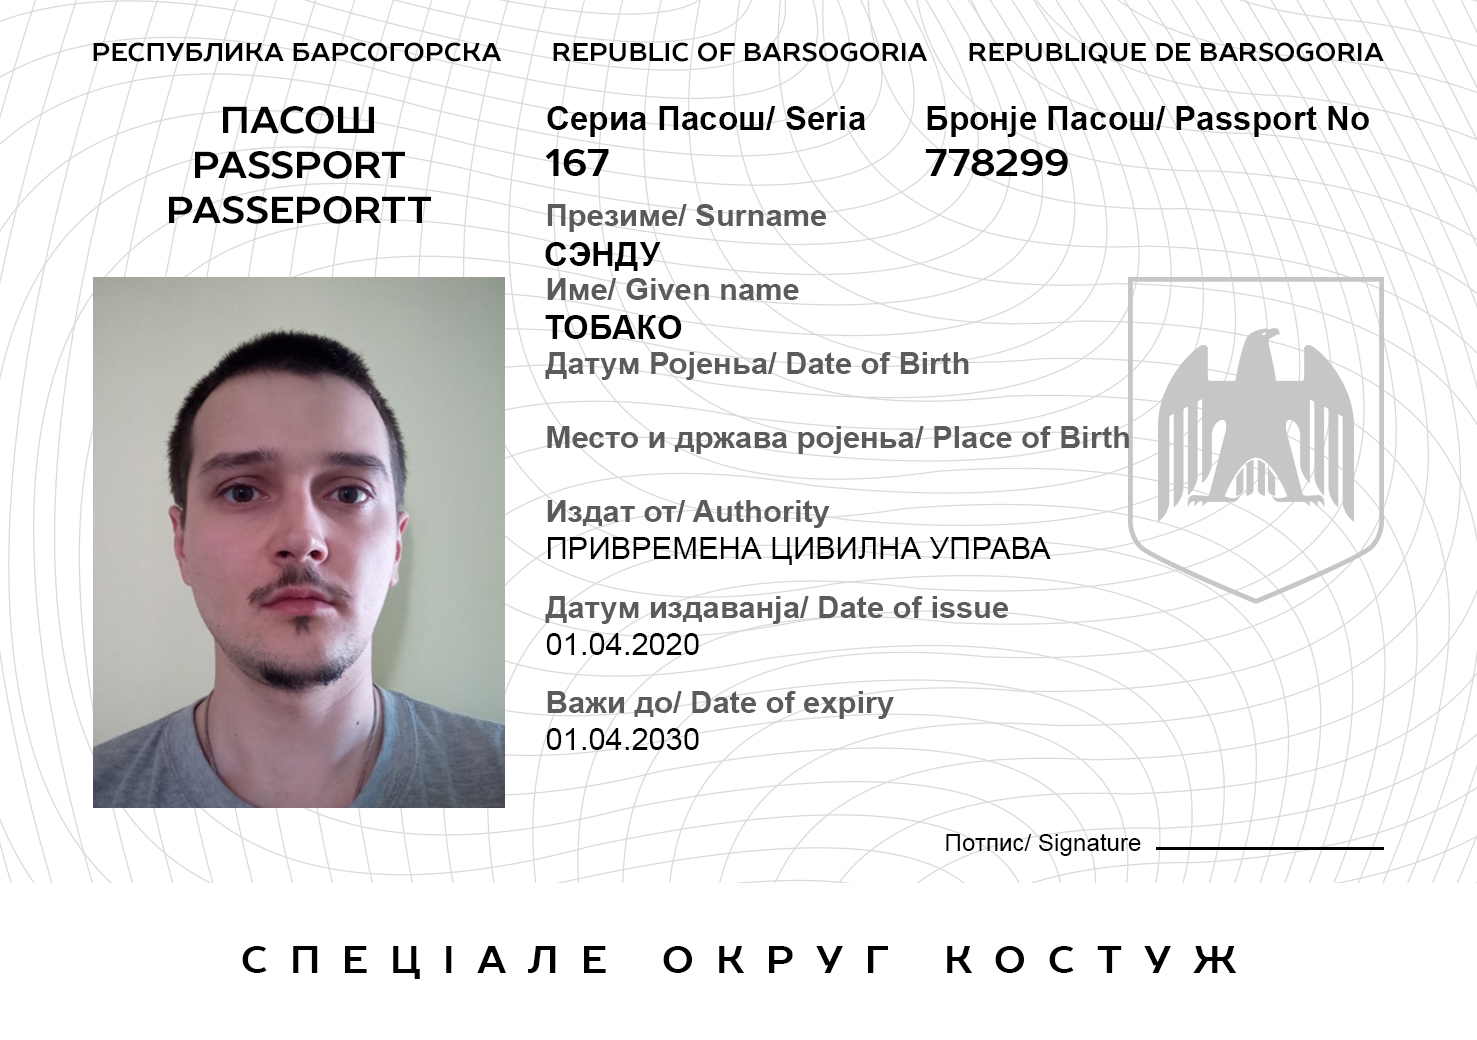 РЕСПУБЛИКА БАРСОГОРСКА REPUBLIC OF BARSOGORIA REPUBLIQUE DE BARSOGORIA
ПАСОШ
PASSPORT
PASSEPORTT
Сериа Пасош/ Seria Бронје Пасош/ Passport No
167 778299
Презиме/ Surname
СЭНДУ
Име/ Given name
ТОБАКО
Датум Ројења/ Date of Birth
Место и држава ројења/ Place of Birth
Издат от/ Authority
ПРИВРЕМЕНА ЦИВИЛНА УПРАВА
Датум издаванја/ Date of issue
01.04.2020
Важи до/ Date of expiry
01.04.2030
Потпис/ Signature
СПЕЦІАЛЕ ОКРУГ КОСТУЖ